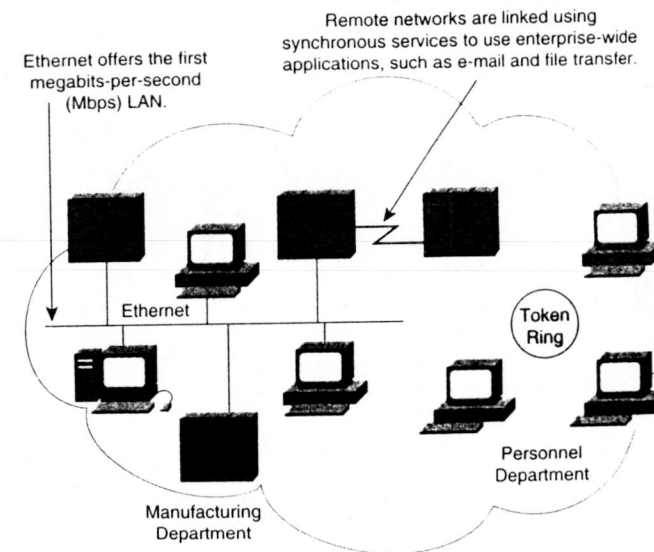 Remote networks are linked using
synchronous services to use enterprise-wide
applications, such as e-mail and file transfer.
Ethernet offers the first
megabits-per-second
(Mbps) LAN.
Ethernet
Token
Ring
Personnel
Department
Manufacturing
Department